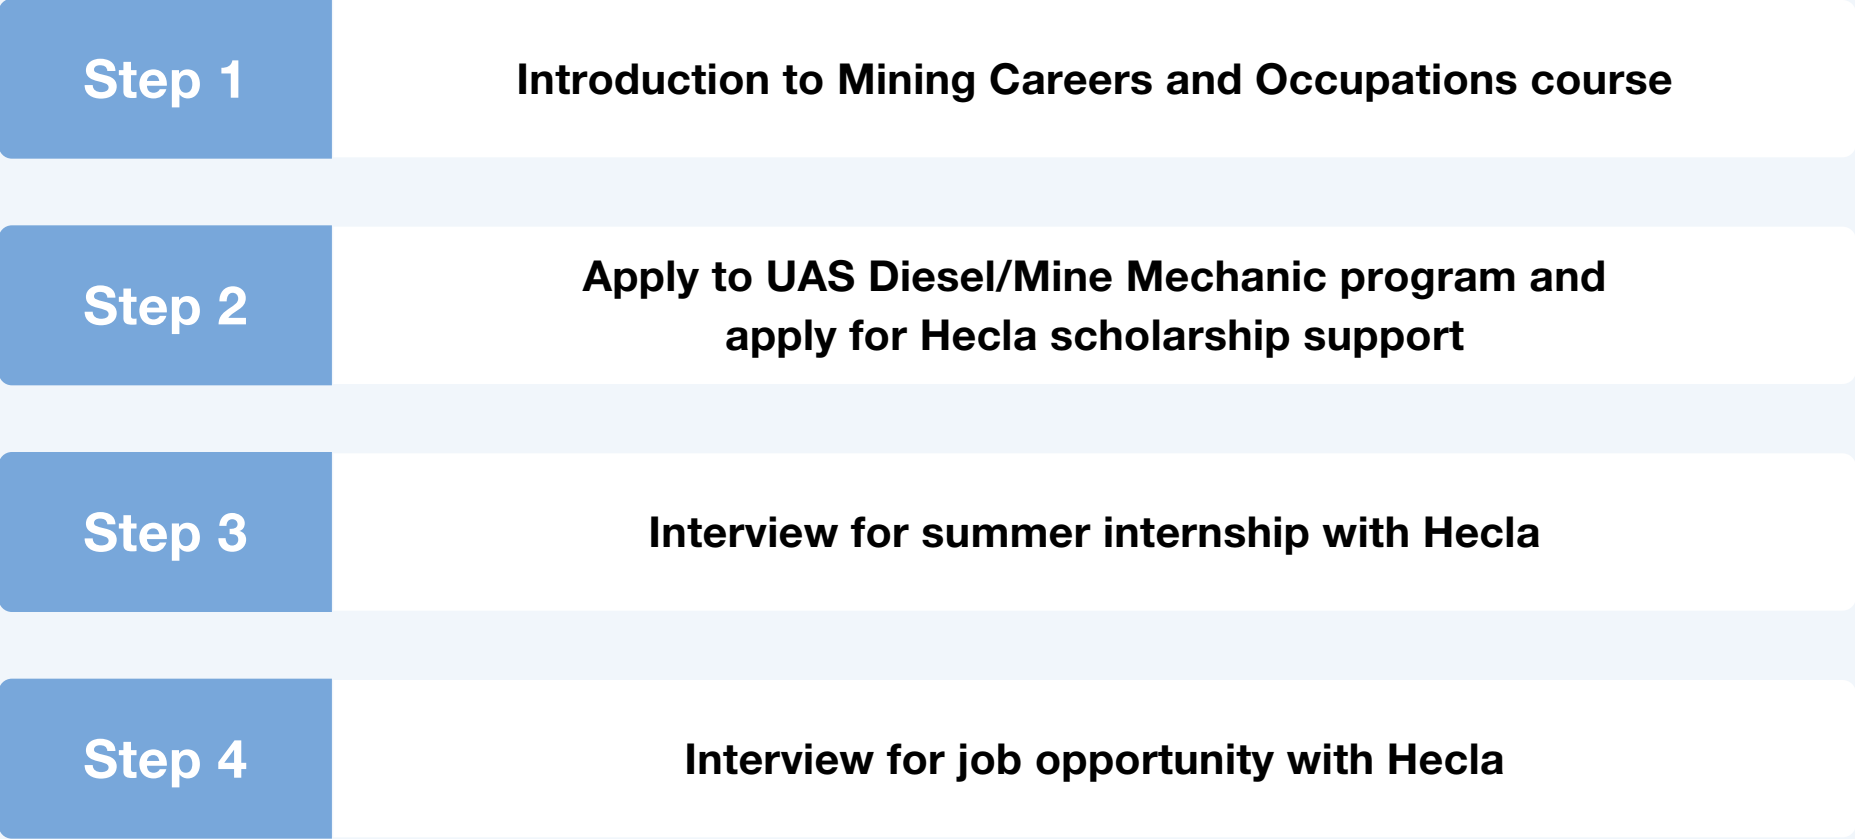 Step 1
Introduction to Mining Careers and Occupations course
Step 2
Apply to UAS Diesel/Mine Mechanic program and
apply for Hecla scholarship support
Step 3
Interview for summer internship with Hecla
Step 4
Interview for job opportunity with Hecla